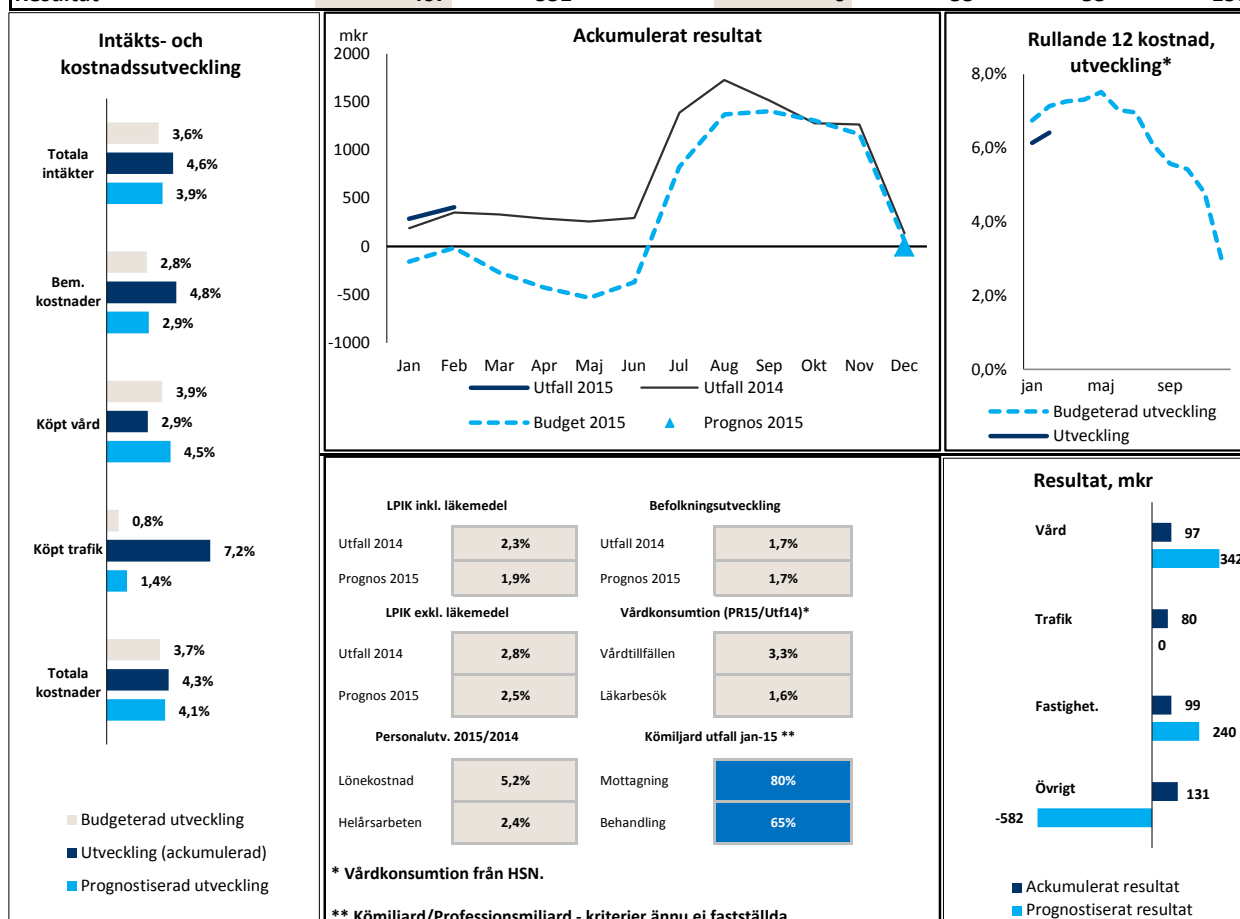 Resultat
Intäkts- och
kostnadssutveckling
Totala
intäkter
3,6%
4,6%
3,9%
Bem.
kostnader
2,8%
4,8%
2,9%
Köpt vård
3,9%
2,9%
4,5%
Köpt trafik
0,8%
7,2%
1,4%
Totala
kostnader
3,7%
4,3%
4,1%
Budgeterad utveckling
Utveckling (ackumulerad)
Prognostiserad utveckling
mkr
Ackumulerat resultat
2000
1500
1000
500
0
-500
-1000
Jan Feb Mar Apr Maj Jun Jul Aug Sep Okt Nov Dec
Utfall 2015 Utfall 2014
Budget 2015 Prognos 2015
Rullande 12 kostnad,
utveckling*
8,0%
6,0%
4,0%
2,0%
0,0%
jan maj sep
Budgeterad utveckling
Utveckling
LPIK inkl. läkemedel Befolkningsutveckling
Utfall 2014 2,3% Utfall 2014 1,7%
Prognos 2015 1,9% Prognos 2015 1,7%
LPIK exkl. läkemedel Vårdkonsumtion (PR15/Utf14)*
Utfall 2014 2,8% Vårdtillfällen 3,3%
Prognos 2015 2,5% Läkarbesök 1,6%
Personalutv. 2015/2014 Kömiljard utfall jan-15 **
Lönekostnad 5,2% Mottagning 80%
Helårsarbeten 2,4% Behandling 65%
* Vårdkonsumtion från HSN.
** Kömiljard/Professionsmiljard - kriterier ännu ej fastställda
Resultat, mkr
Vård 97
342
Trafik 80
0
Fastighet. 99
240
Övrigt 131
-582
Ackumulerat resultat
Prognostiserat resultat